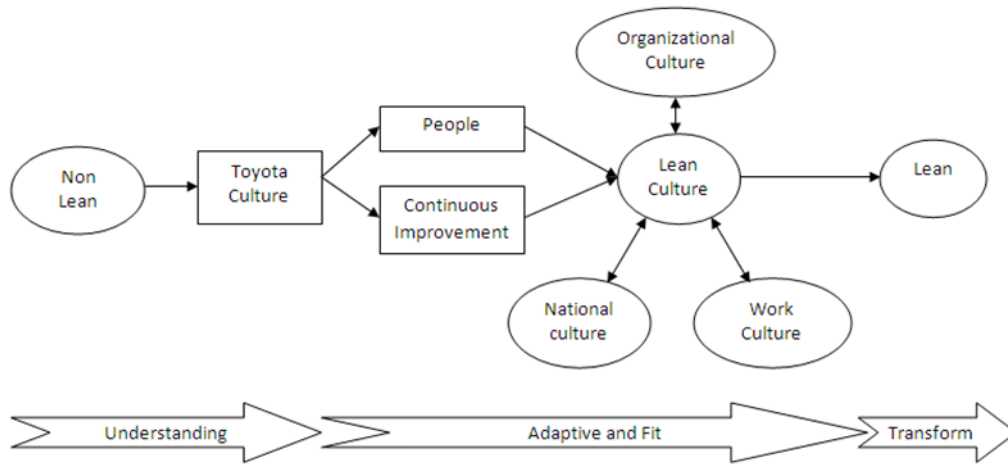 Organizational
Culture
People
Non
Lean
Toyota
Culture
Lean
Culture
Lean
Continuous
Improvement
National
culture
Work
Culture
Understanding
Adaptive and Fit
Transform